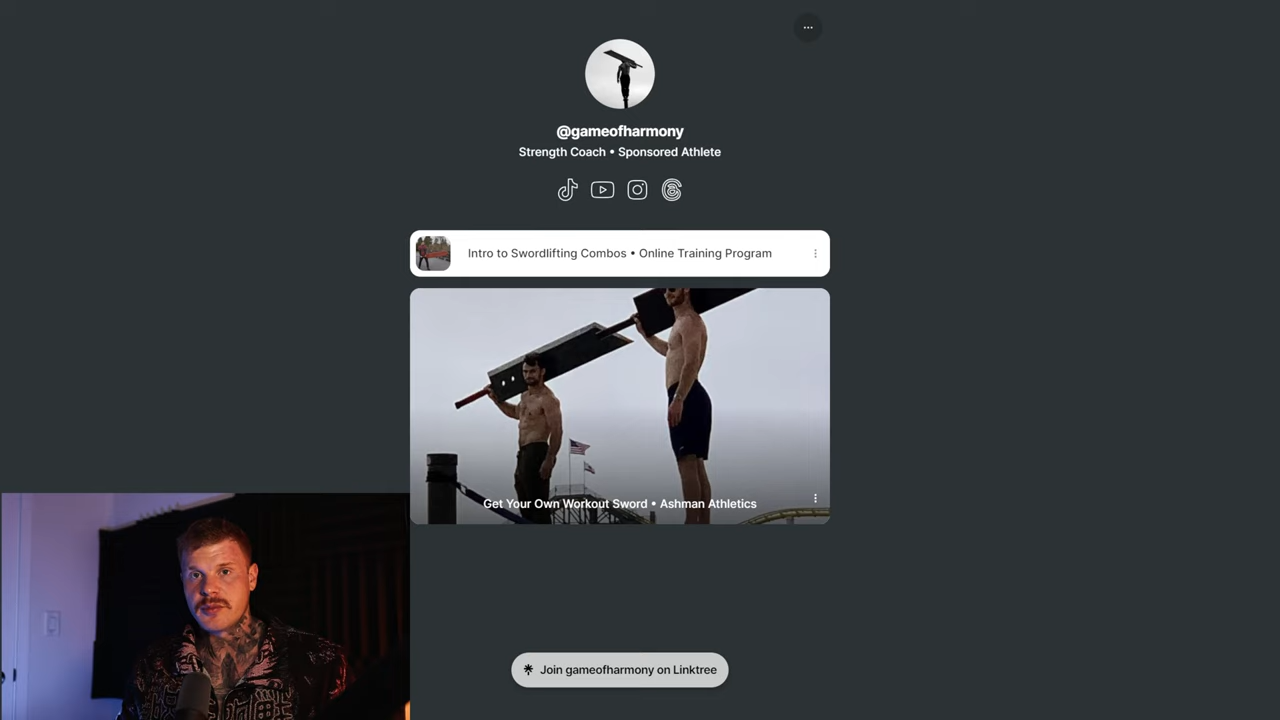 @gameofharmony
Strength Coach • Sponsored Athlete
Intro to Swordlifting Combos • Online Training Program
Get Your Own Workout Sword • Ashman Athletics
Join gameofharmony on Linktree